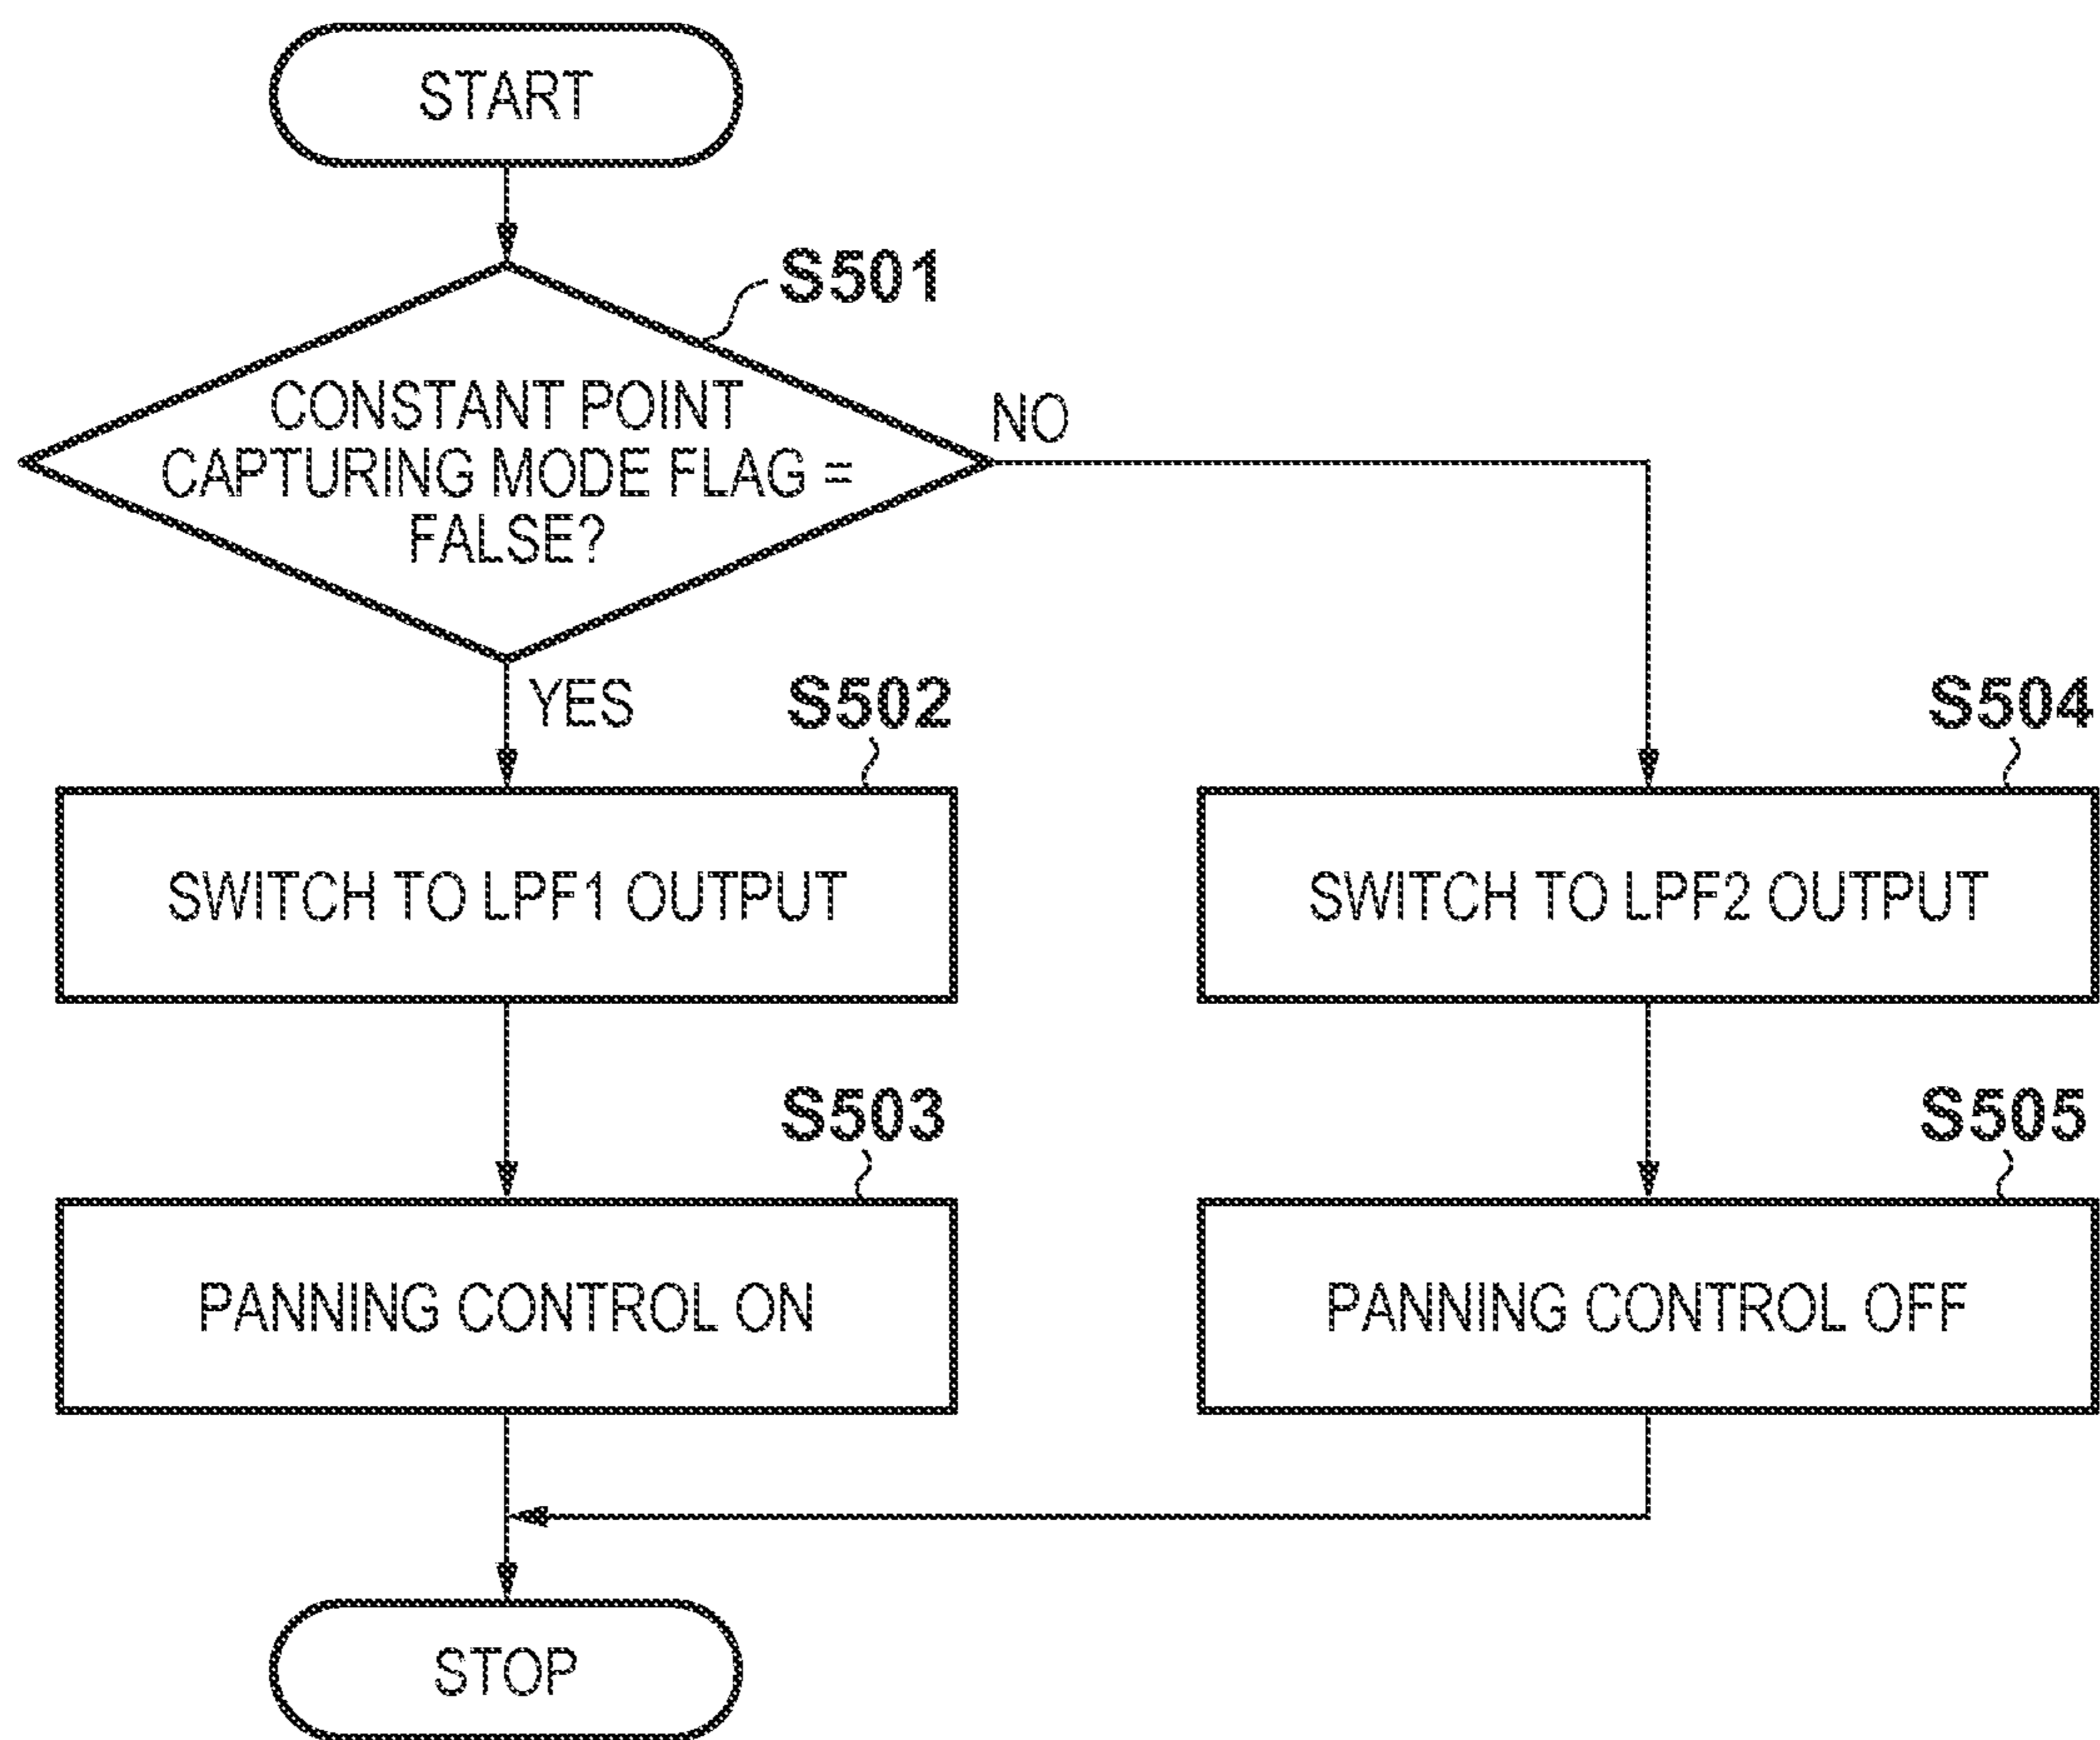 START
S501
CONSTANT POINT
CAPTURING MODE FLAG =
FALSE?
NO
YES
S502
SWITCH TO LPF1 OUTPUT
S504
SWITCH TO LPF2 OUTPUT
S503
PANNING CONTROL ON
S505
PANNING CONTROL OFF
STOP